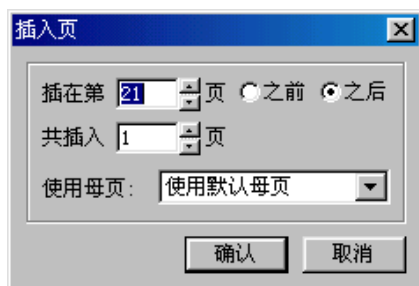 插入页
插在第 21 页 之前 之后
共插入 1 页
使用母页: 使用默认母页
确认 取消